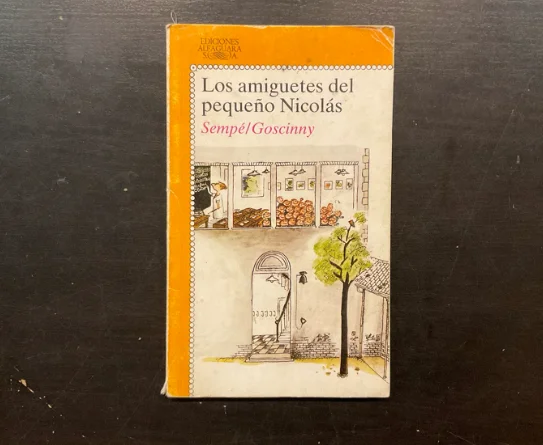 EDICIONES
ALFAGUARA
Los amiguetes del
pequeño Nicolás
Sempé/Goscinny